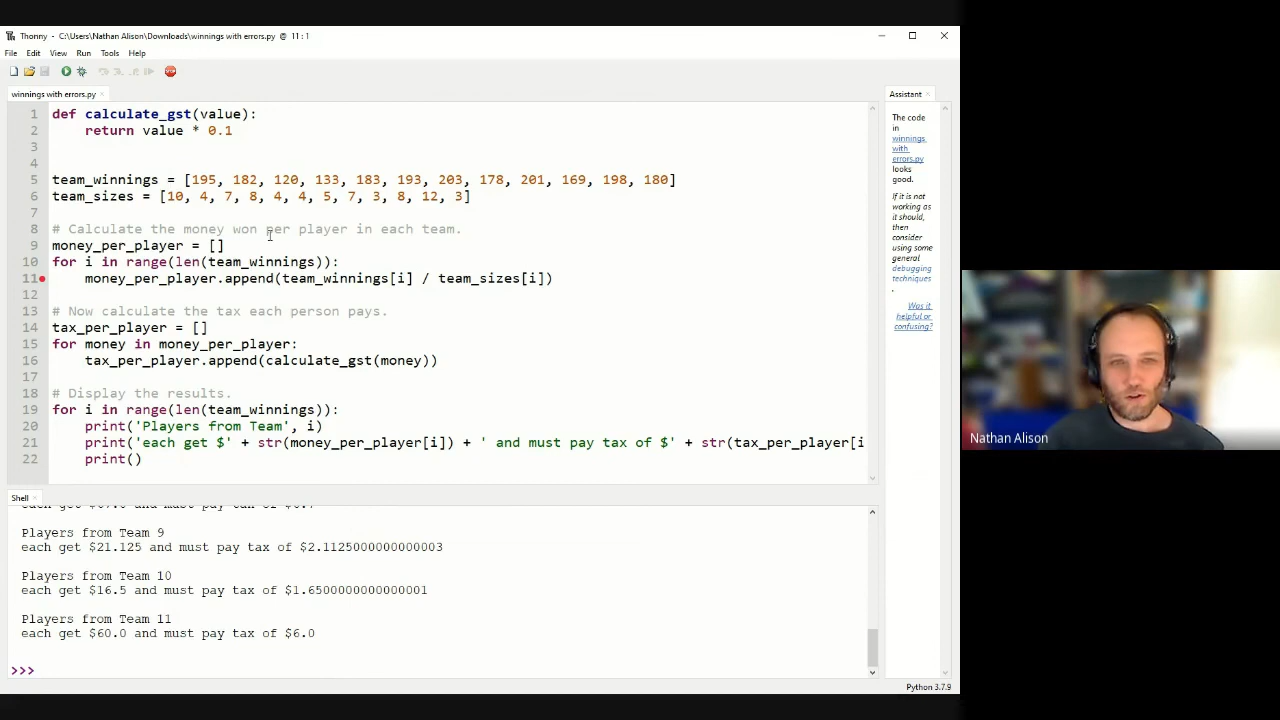 Thonny - C:\Users\Nathan Alison\Downloads\winnings with errors.py @ 11 : 1
File Edit View Run Tools Help
winnings with errors.py
1 def calculate_gst(value):
2 return value * 0.1
3
4
5 team_winnings = [195, 182, 120, 133, 183, 193, 203, 178, 201, 169, 198, 180]
6 team_sizes = [10, 4, 7, 8, 4, 4, 5, 7, 3, 8, 12, 3]
7
8 # Calculate the money won per player in each team.
9 money_per_player = []
10 for i in range(len(team_winnings)):
11 money_per_player.append(team_winnings[i] / team_sizes[i])
12
13 # Now calculate the tax each person pays.
14 tax_per_player = []
15 for money in money_per_player:
16 tax_per_player.append(calculate_gst(money))
17
18 # Display the results.
19 for i in range(len(team_winnings)):
20 print('Players from Team', i)
21 print('each get $' + str(money_per_player[i]) + ' and must pay tax of $' + str(tax_per_player[i
22 print()
Shell
Players from Team 9
each get $21.125 and must pay tax of $2.1125000000000003
Players from Team 10
each get $16.5 and must pay tax of $1.6500000000000001
Players from Team 11
each get $60.0 and must pay tax of $6.0
>>>
Assistant
The code
in
winnings
with
errors.py
looks
good.
If it is not
working as
it should,
then
consider
using some
general
debugging
techniques
.
Was it
helpful or
confusing?
Python 3.7.9
Nathan Alison